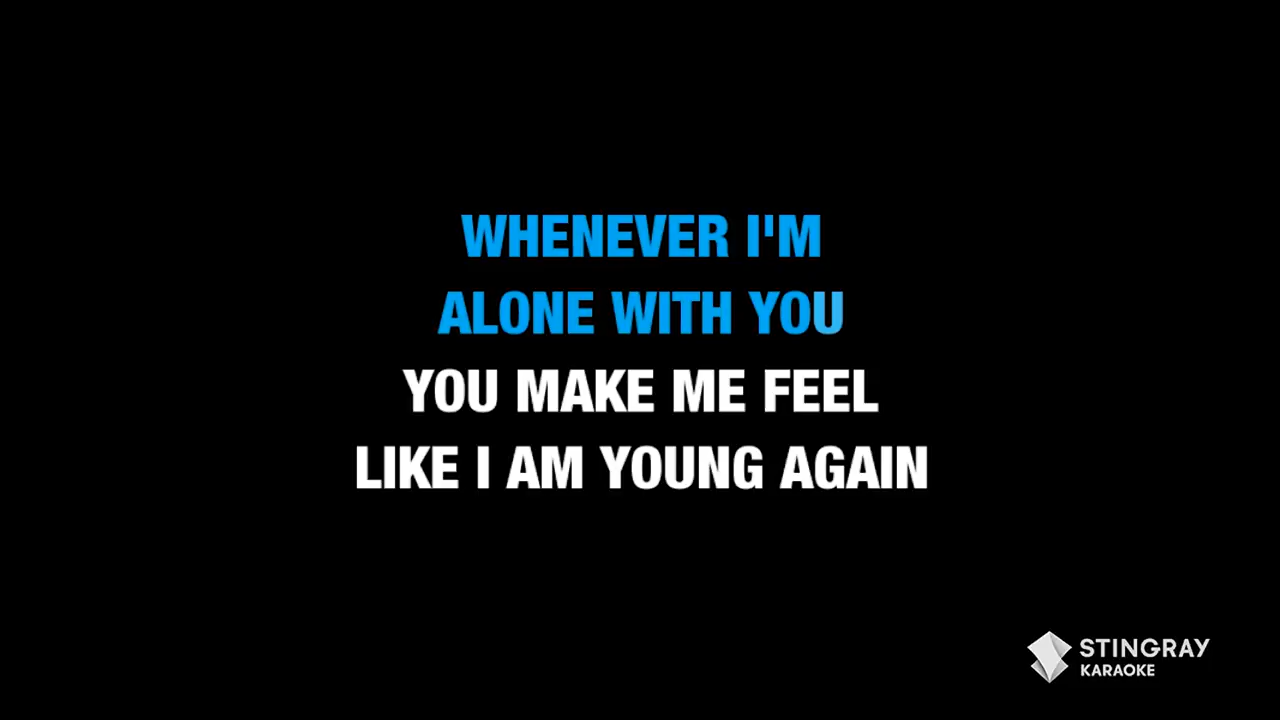 WHENEVER I'M
ALONE WITH YOU
YOU MAKE ME FEEL
LIKE I AM YOUNG AGAIN
STINGRAY
KARAOKE